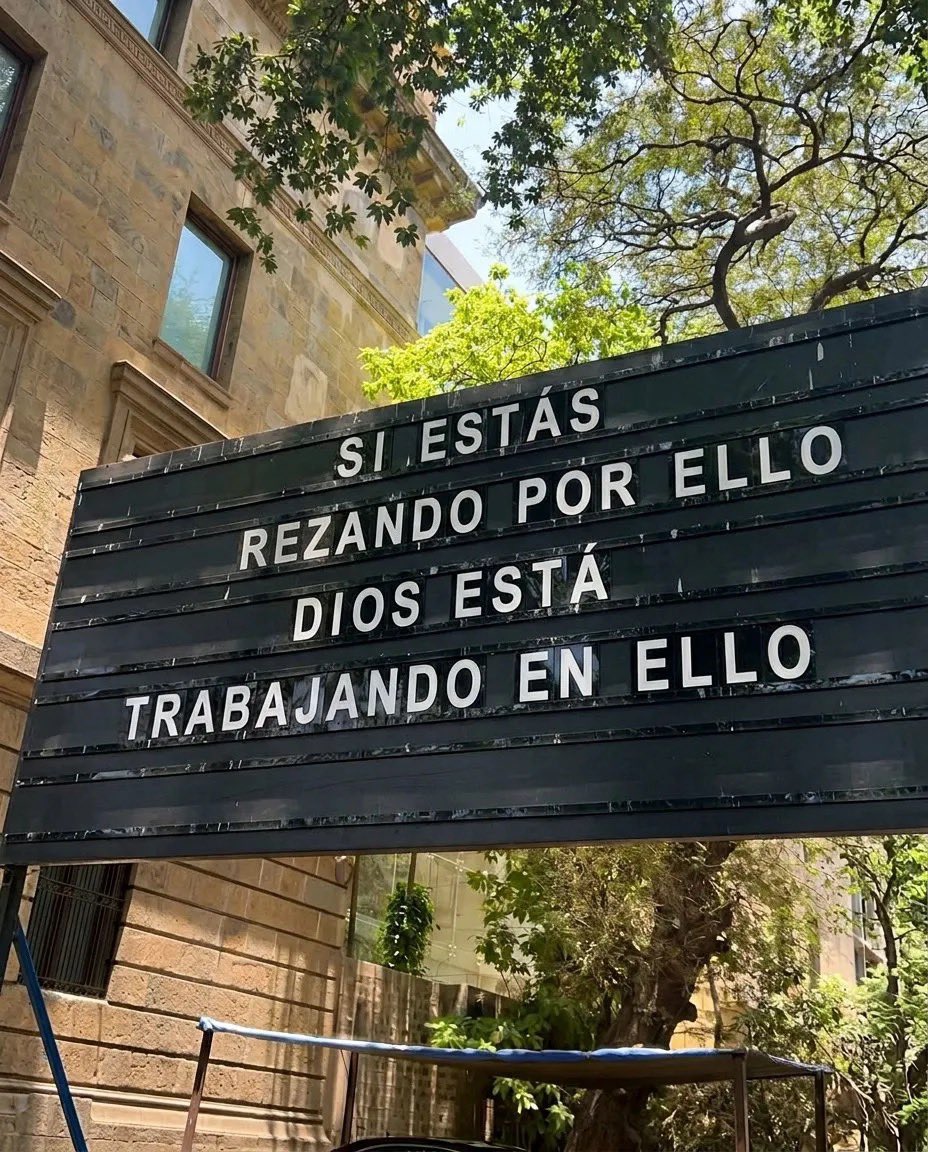 SI ESTÁS
REZANDO POR ELLO
DIOS ESTÁ
TRABAJANDO EN ELLO